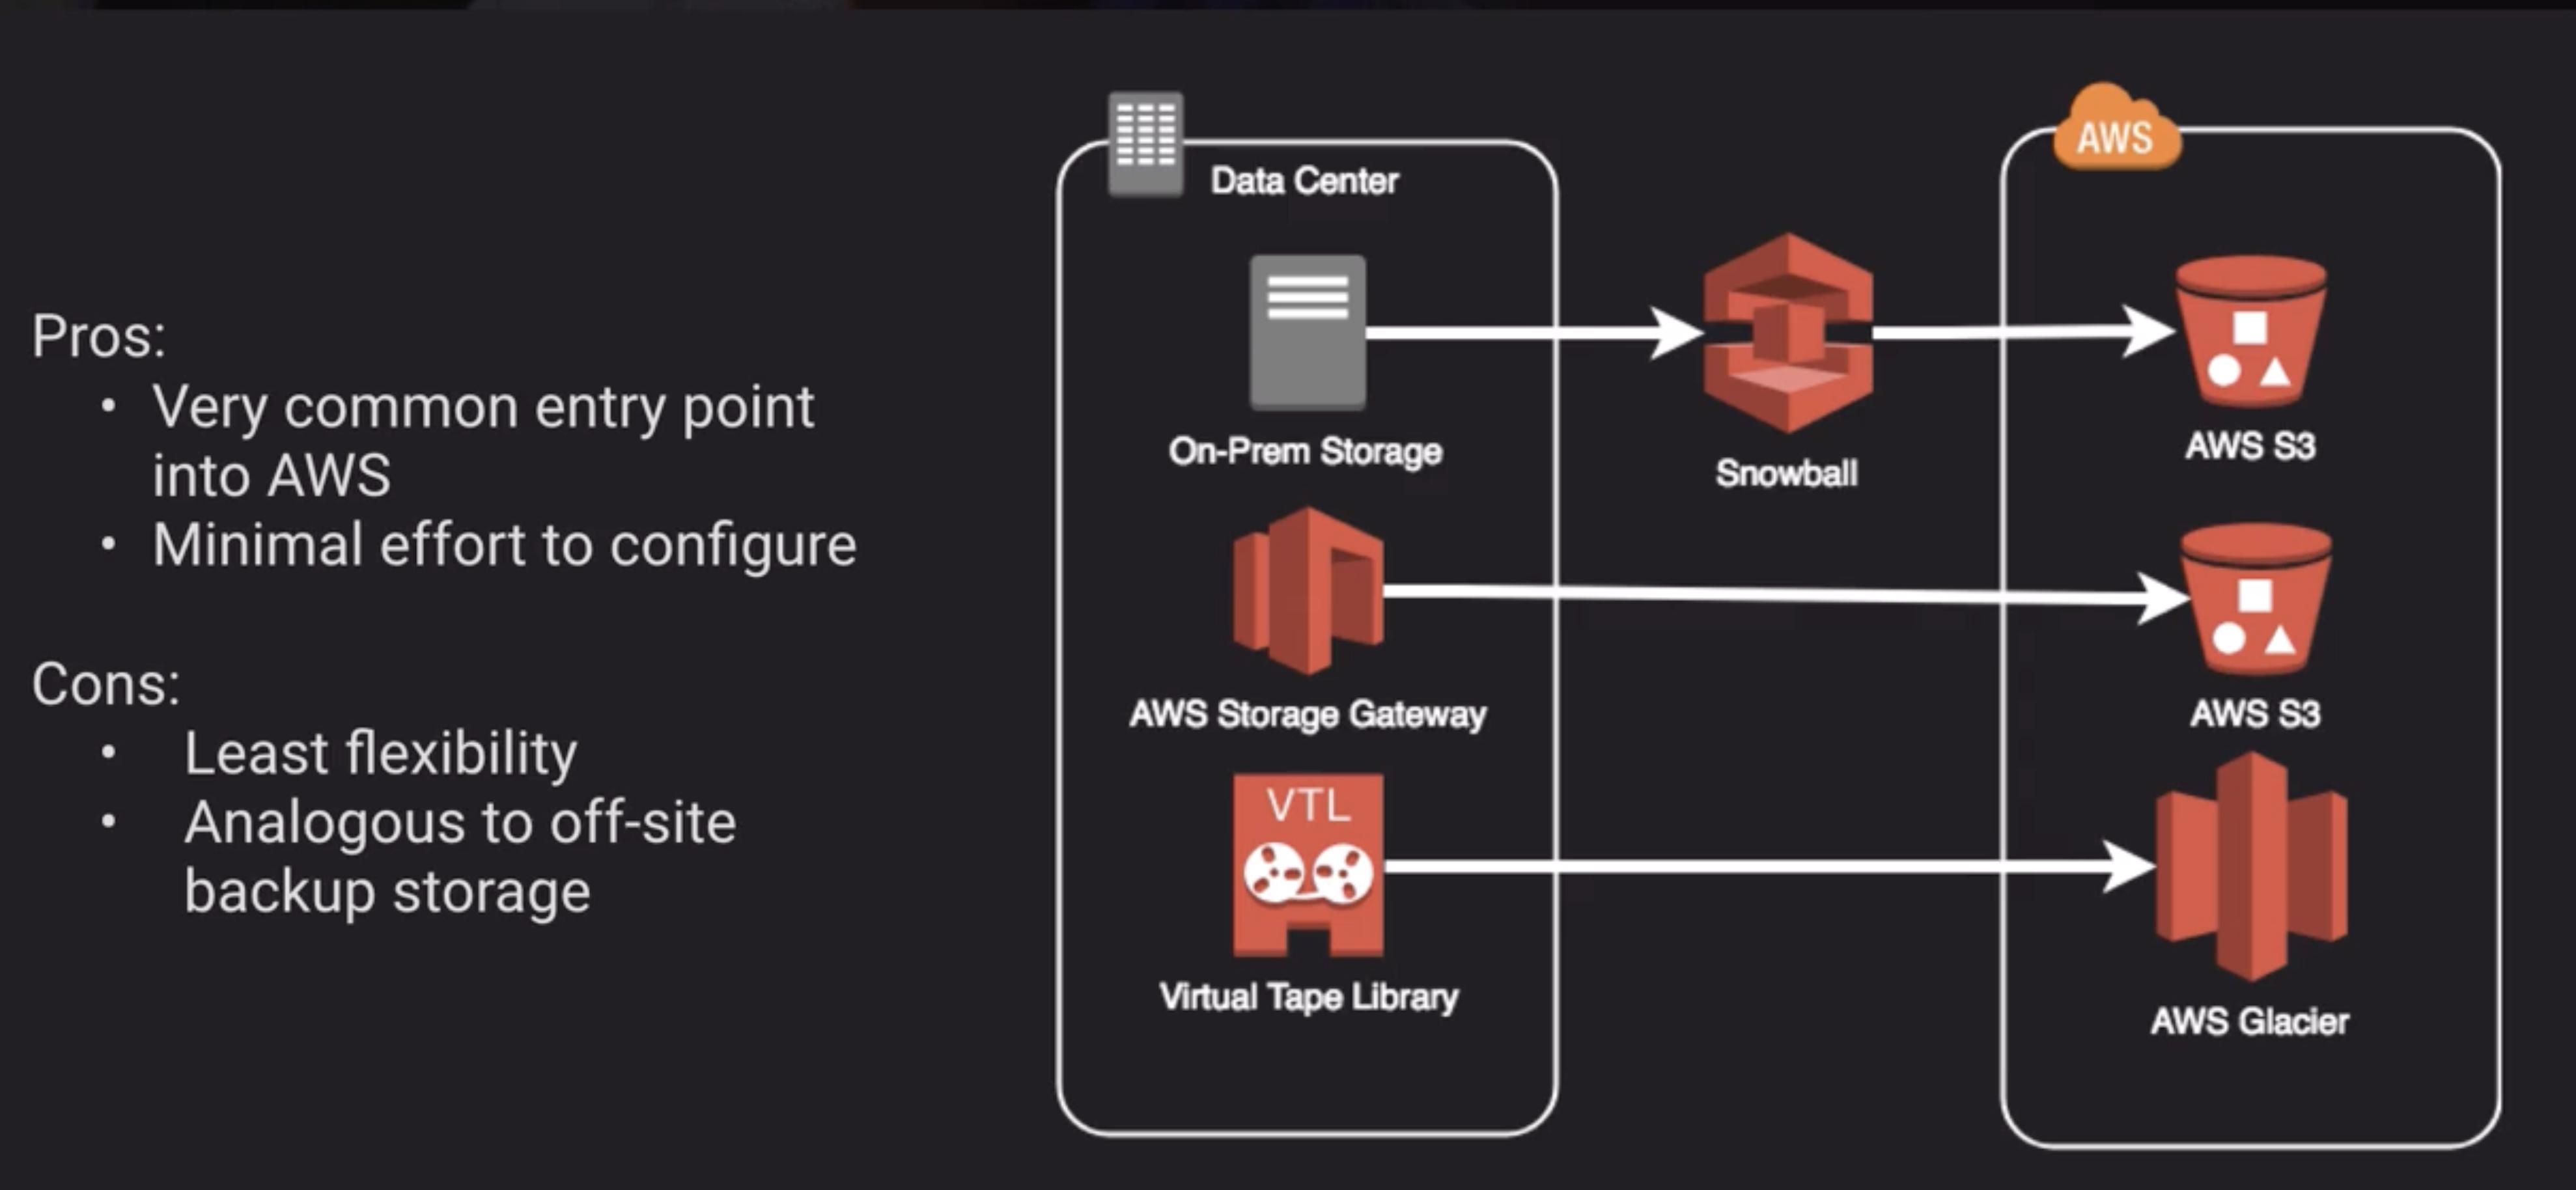 Pros:
• Very common entry point
into AWS
• Minimal effort to configure
Cons:
• Least flexibility
• Analogous to off-site
backup storage
Data Center
On-Prem Storage
AWS Storage Gateway
VTL
Virtual Tape Library
Snowball
AWS
AWS S3
AWS S3
AWS Glacier